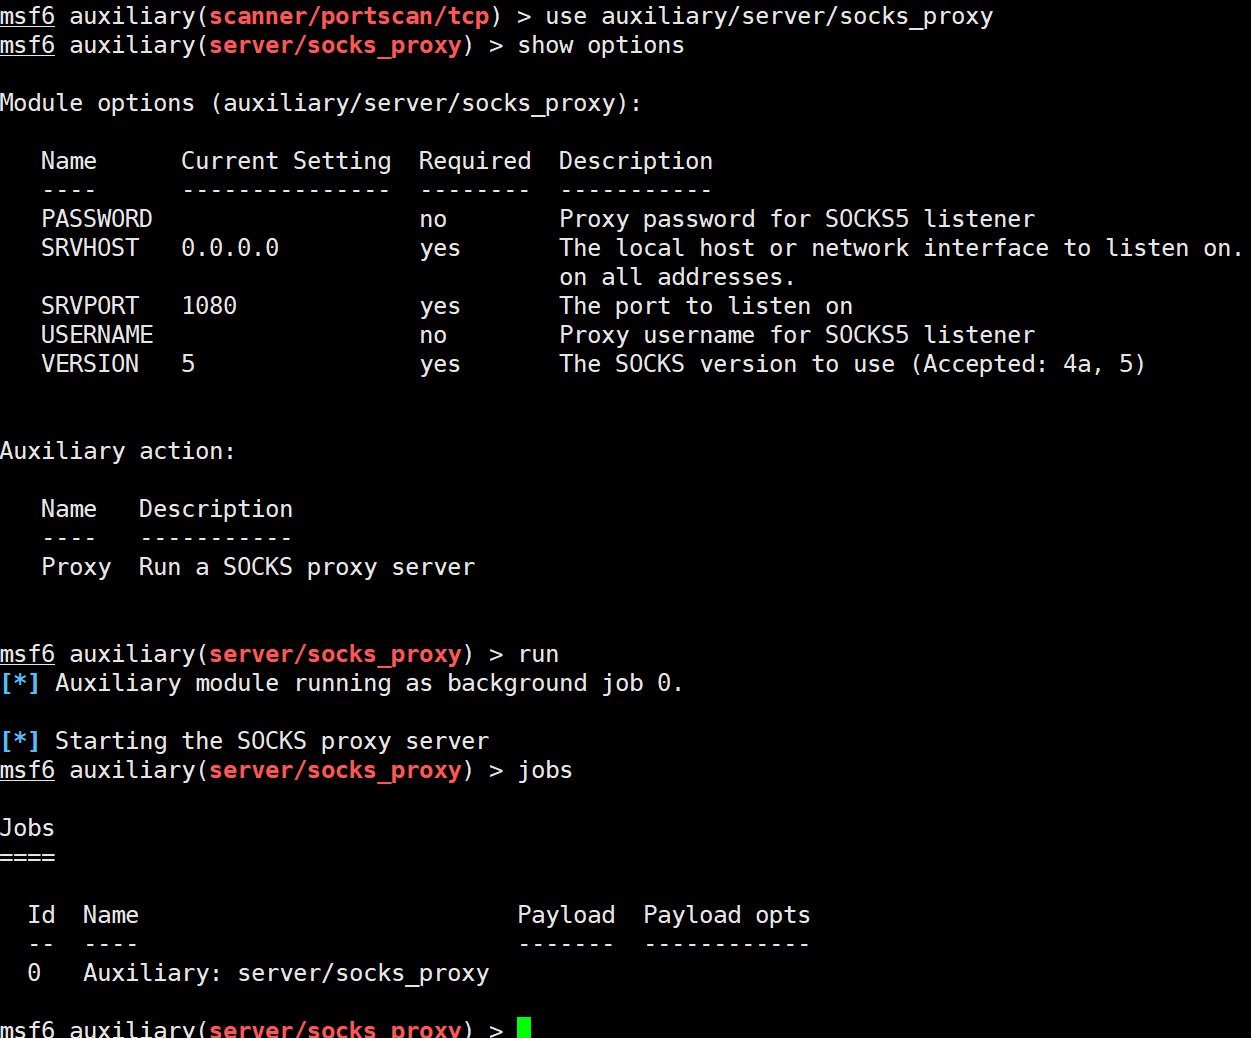 msf6 auxiliary(scanner/portscan/tcp) > use auxiliary/server/socks_proxy
msf6 auxiliary(server/socks_proxy) > show options
Module options (auxiliary/server/socks_proxy):
   Name      Current Setting  Required  Description
   ----      ---------------  --------  -----------
   PASSWORD                   no        Proxy password for SOCKS5 listener
   SRVHOST   0.0.0.0          yes       The local host or network interface to listen on.
                                        on all addresses.
   SRVPORT   1080             yes       The port to listen on
   USERNAME                   no        Proxy username for SOCKS5 listener
   VERSION   5                yes       The SOCKS version to use (Accepted: 4a, 5)
Auxiliary action:
   Name   Description
   ----   -----------
   Proxy  Run a SOCKS proxy server
msf6 auxiliary(server/socks_proxy) > run
[*] Auxiliary module running as background job 0.
[*] Starting the SOCKS proxy server
msf6 auxiliary(server/socks_proxy) > jobs
Jobs
====
  Id  Name                               Payload  Payload opts
  --  ----                               -------  ------------
  0   Auxiliary: server/socks_proxy
msf6 auxiliary(server/socks_proxy) >